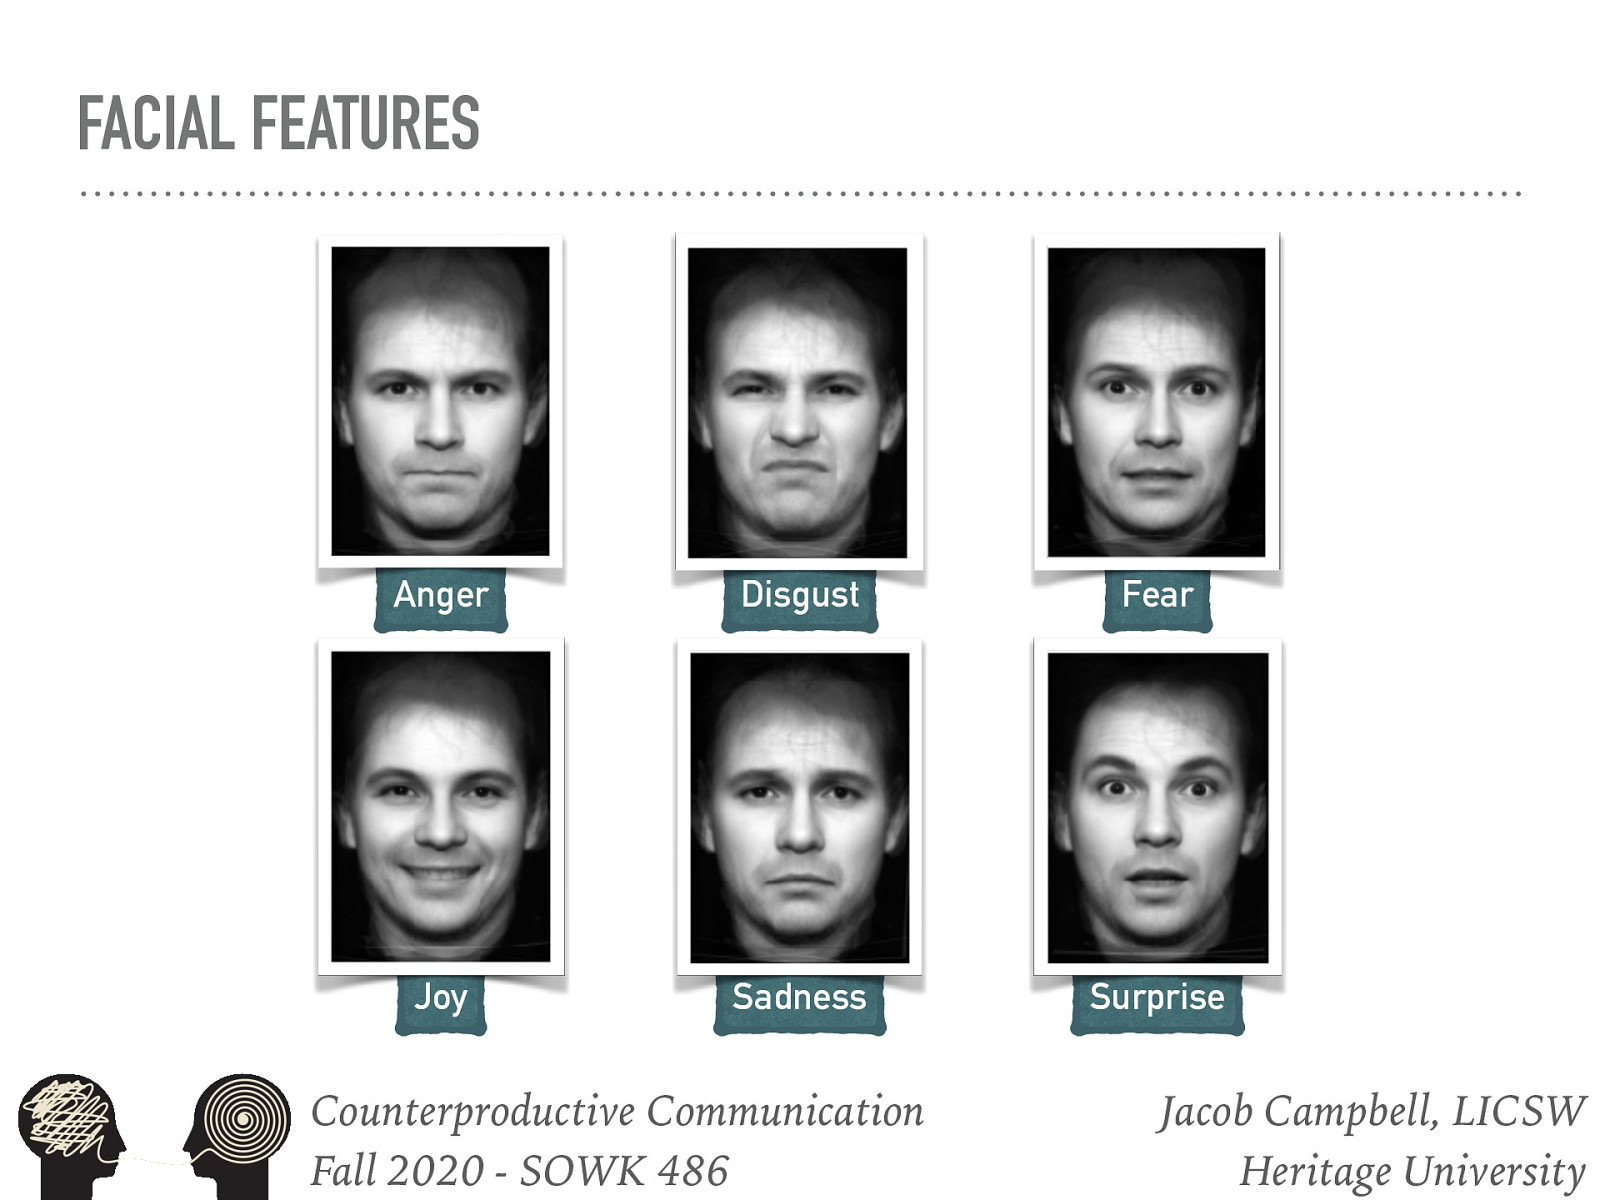 FACIAL FEATURES
Anger
Disgust
Fear
Joy
Sadness
Surprise
Counterproductive Communication
Fall 2020 - SOWK 486
Jacob Campbell, LICSW
Heritage University